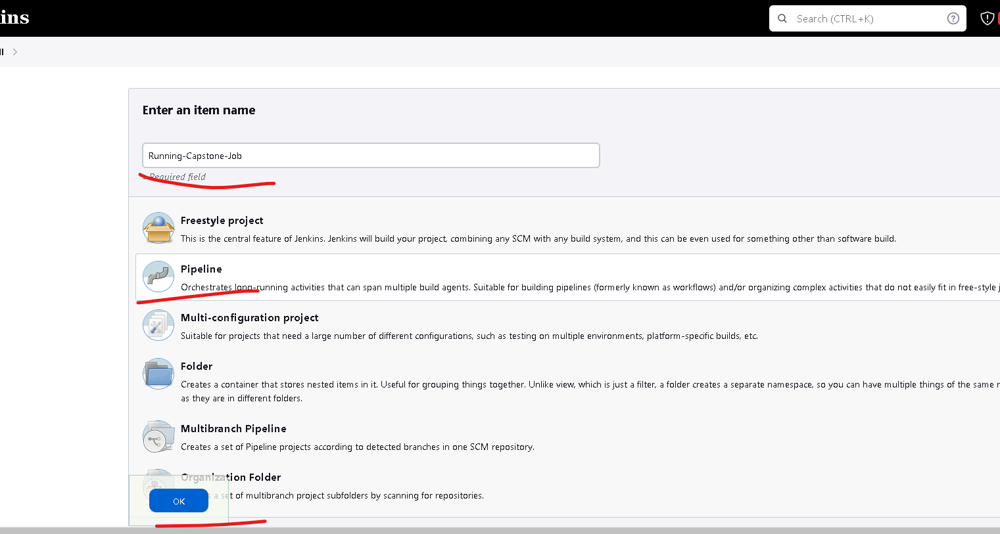 ins
Search (CTRL+K)
ll
Enter an item name
Running-Capstone-Job
» Required field
Freestyle project
This is the central feature of Jenkins. Jenkins will build your project, combining any SCM with any build system, and this can be even used for something other than software build.
Pipeline
Orchestrates long-running activities that can span multiple build agents. Suitable for building pipelines (formerly known as workflows) and/or organizing complex activities that do not easily fit in free-style j
Multi-configuration project
Suitable for projects that need a large number of different configurations, such as testing on multiple environments, platform-specific builds, etc.
Folder
Creates a container that stores nested items in it. Useful for grouping things together. Unlike view, which is just a filter, a folder creates a separate namespace, so you can have multiple things of the same
as they are in different folders.
Multibranch Pipeline
Creates a set of Pipeline projects according to detected branches in one SCM repository.
Organization Folder
s a set of multibranch project subfolders by scanning for repositories.
OK